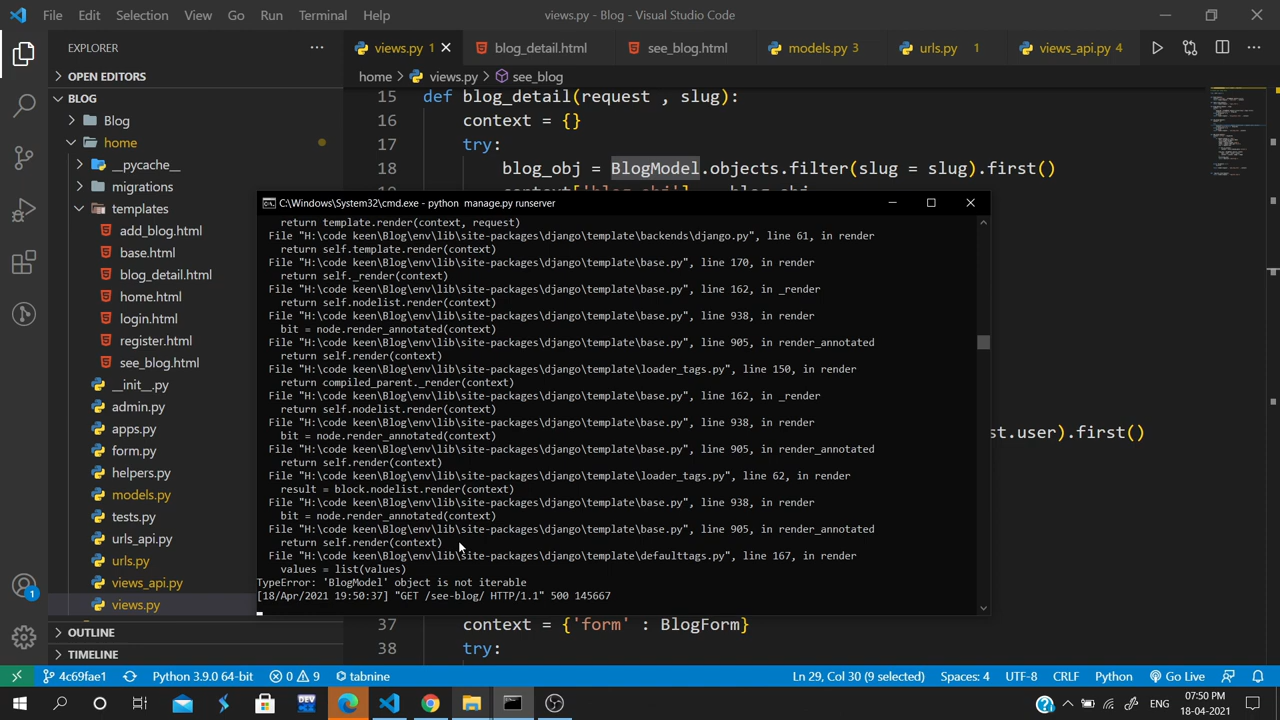 File Edit Selection View Go Run Terminal Help views.py - Blog - Visual Studio Code
EXPLORER
views.py 1 blog_detail.html see_blog.html models.py 3 urls.py 1 views_api.py 4
OPEN EDITORS
home > views.py > see_blog
BLOG
Blog
home
__pycache__
migrations
templates
add_blog.html
base.html
blog_detail.html
home.html
login.html
register.html
see_blog.html
__init__.py
admin.py
apps.py
form.py
helpers.py
models.py
tests.py
urls_api.py
urls.py
views_api.py
views.py
OUTLINE
TIMELINE
15 def blog_detail(request , slug):
16 context = {}
17 try:
18 blog_obj = BlogModel.objects.filter(slug = slug).first()
C:\Windows\System32\cmd.exe - python manage.py runserver
return template.render(context, request)
File "H:\code keen\Blog\env\lib\site-packages\django\template\backends\django.py", line 61, in render
return self.template.render(context)
File "H:\code keen\Blog\env\lib\site-packages\django\template\base.py", line 170, in render
return self._render(context)
File "H:\code keen\Blog\env\lib\site-packages\django\template\base.py", line 162, in _render
return self.nodelist.render(context)
File "H:\code keen\Blog\env\lib\site-packages\django\template\base.py", line 938, in render
bit = node.render_annotated(context)
File "H:\code keen\Blog\env\lib\site-packages\django\template\base.py", line 905, in render_annotated
return self.render(context)
File "H:\code keen\Blog\env\lib\site-packages\django\template\loader_tags.py", line 150, in render
return compiled_parent._render(context)
File "H:\code keen\Blog\env\lib\site-packages\django\template\base.py", line 162, in _render
return self.nodelist.render(context)
File "H:\code keen\Blog\env\lib\site-packages\django\template\base.py", line 938, in render
bit = node.render_annotated(context)
File "H:\code keen\Blog\env\lib\site-packages\django\template\base.py", line 905, in render_annotated
return self.render(context)
File "H:\code keen\Blog\env\lib\site-packages\django\template\loader_tags.py", line 62, in render
result = block.nodelist.render(context)
File "H:\code keen\Blog\env\lib\site-packages\django\template\base.py", line 938, in render
bit = node.render_annotated(context)
File "H:\code keen\Blog\env\lib\site-packages\django\template\base.py", line 905, in render_annotated
return self.render(context)
File "H:\code keen\Blog\env\lib\site-packages\django\template\defaulttags.py", line 167, in render
values = list(values)
TypeError: 'BlogModel' object is not iterable
[18/Apr/2021 19:50:37] "GET /see-blog/ HTTP/1.1" 500 145667
st.user).first()
37 context = {'form' : BlogForm}
38 try:
4c69fae1 Python 3.9.0 64-bit 0 9 tabnine Ln 29, Col 30 (9 selected) Spaces: 4 UTF-8 CRLF Python Go Live
07:50 PM
18-04-2021